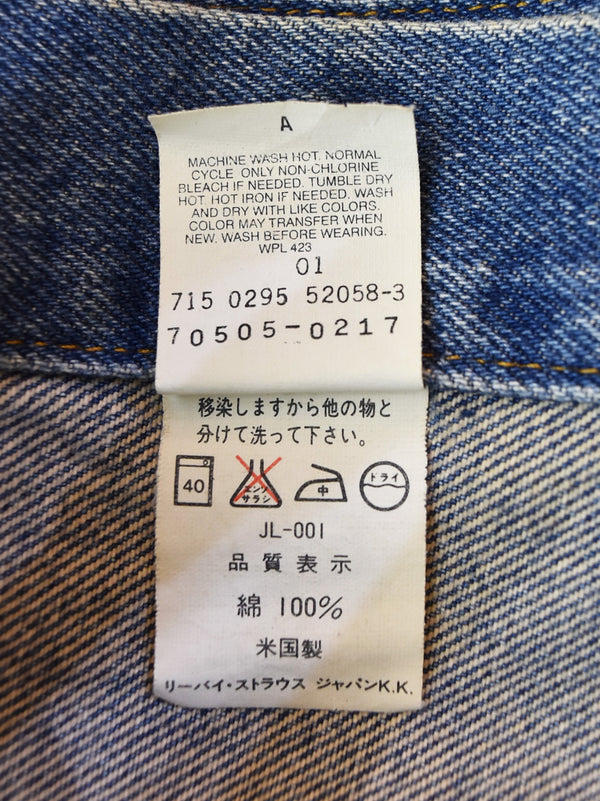 A
MACHINE WASH HOT. NORMAL
CYCLE ONLY NON-CHLORINE
BLEACH IF NEEDED. TUMBLE DRY
HOT. HOT IRON IF NEEDED. WASH
AND DRY WITH LIKE COLORS.
COLOR MAY TRANSFER WHEN
NEW. WASH BEFORE WEARING.
WPL 423
01
715 0295 52058-3
70505-0217
移染しますから他の物と
分けて洗って下さい。
40 エンソ サラシ 中 ドライ
JL-001
品質表示
綿 100%
米国製
リーバイ・ストラウス ジャパンK.K.